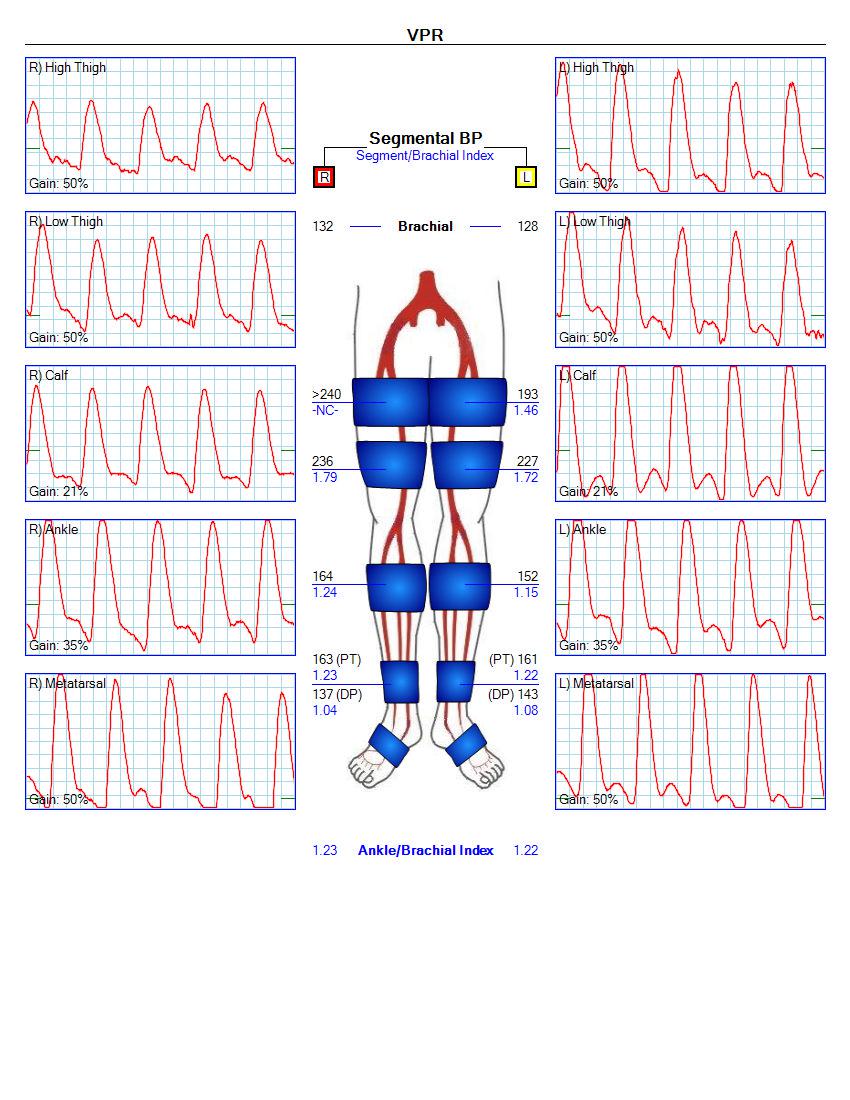 VPR
R) High Thigh
Gain: 50%
L) High Thigh
Gain: 50%
Segmental BP
Segment/Brachial Index
R
L
132 Brachial 128
R) Low Thigh
Gain: 50%
L) Low Thigh
Gain: 50%
>240 193
-NC- 1.46
R) Calf
Gain: 21%
L) Calf
Gain: 21%
236 227
1.79 1.72
R) Ankle
Gain: 35%
L) Ankle
Gain: 35%
164 152
1.24 1.15
R) Metatarsal
Gain: 50%
L) Metatarsal
Gain: 50%
163 (PT) (PT) 161
1.23 1.22
137 (DP) (DP) 143
1.04 1.08
1.23 Ankle/Brachial Index 1.22